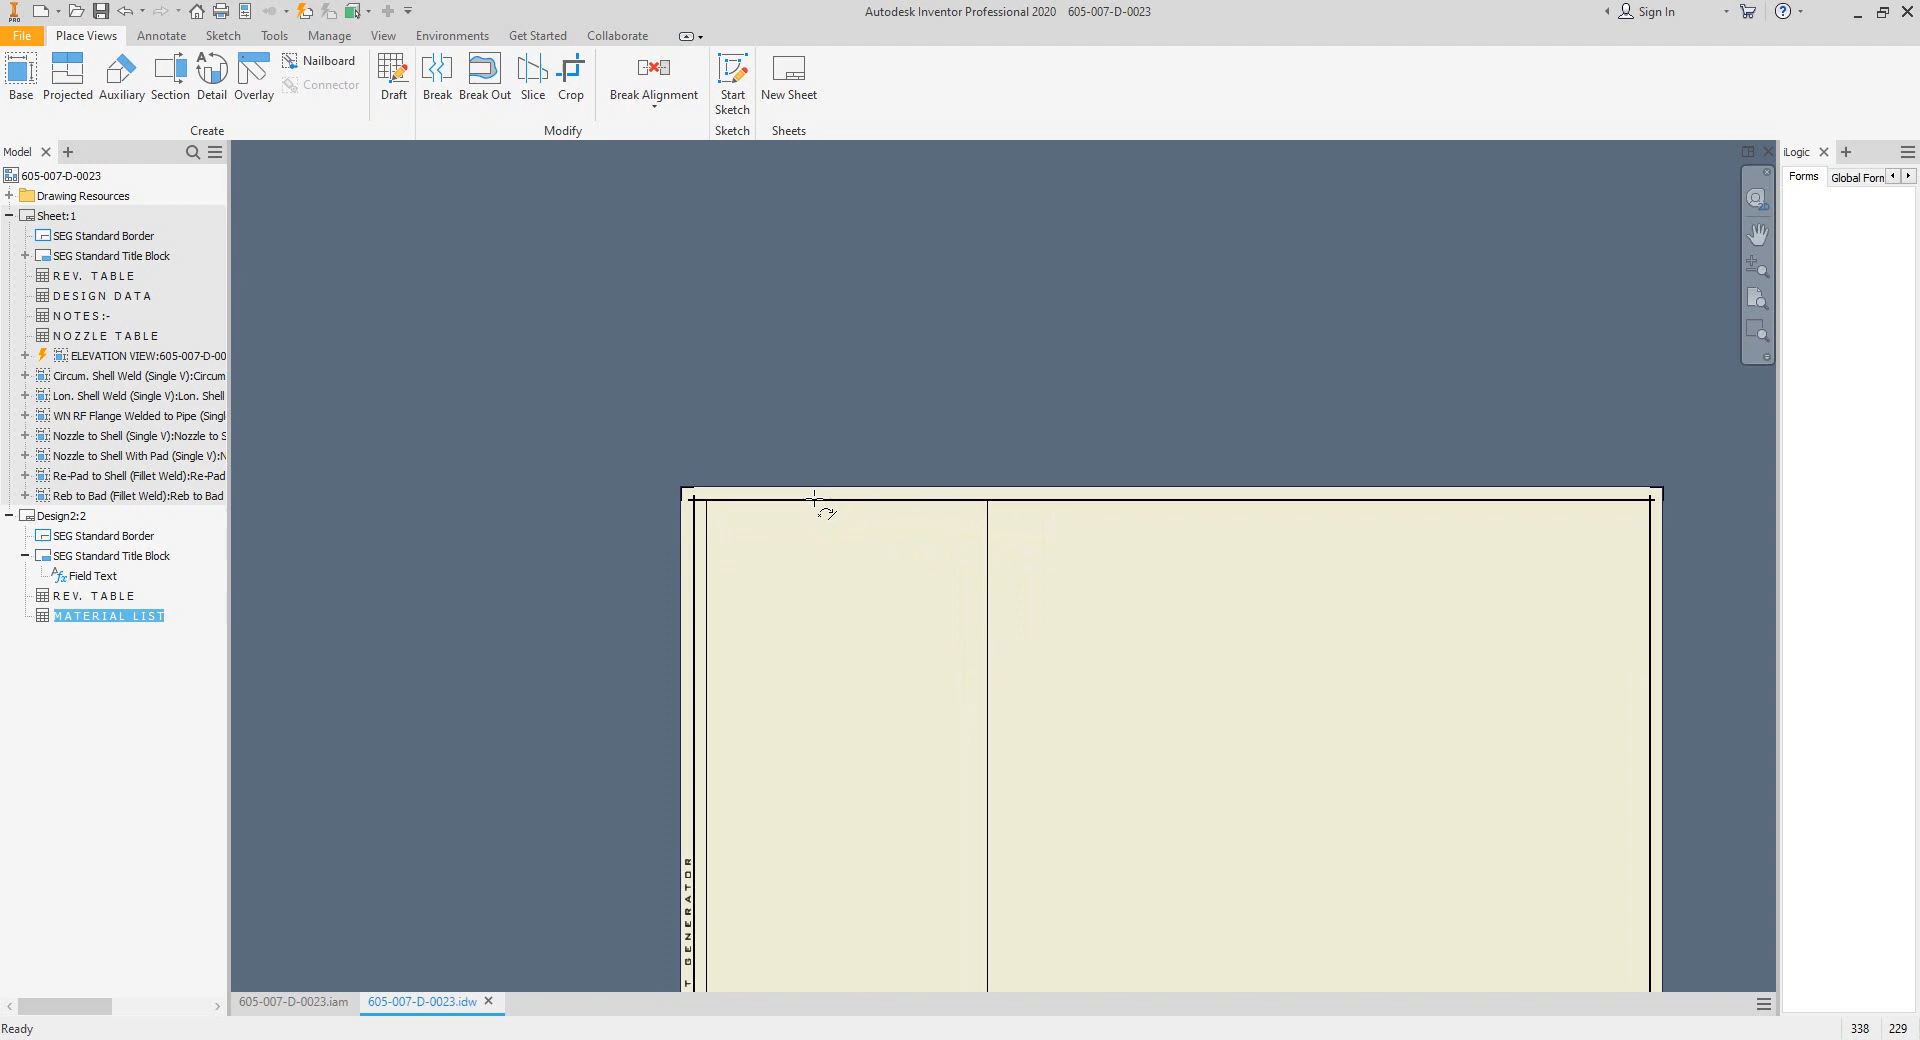 Autodesk Inventor Professional 2020 605-007-D-0023
Sign In
PRO
File Place Views Annotate Sketch Tools Manage View Environments Get Started Collaborate
Base Projected Auxiliary Section Detail Overlay Nailboard Connector Draft Break Break Out Slice Crop Break Alignment Start Sketch New Sheet
Create Modify Sketch Sheets
Model
605-007-D-0023
Drawing Resources
Sheet:1
SEG Standard Border
SEG Standard Title Block
REV. TABLE
DESIGN DATA
NOTES:-
NOZZLE TABLE
ELEVATION VIEW:605-007-D-00
Circum. Shell Weld (Single V):Circum
Lon. Shell Weld (Single V):Lon. Shell
WN RF Flange Welded to Pipe (Singl
Nozzle to Shell (Single V):Nozzle to S
Nozzle to Shell With Pad (Single V):N
Re-Pad to Shell (Fillet Weld):Re-Pad
Reb to Bad (Fillet Weld):Reb to Bad
Design2:2
SEG Standard Border
SEG Standard Title Block
Field Text
REV. TABLE
MATERIAL LIST
T GENERATOR
iLogic
Forms Global Forn
605-007-D-0023.iam 605-007-D-0023.idw
Ready 338 229